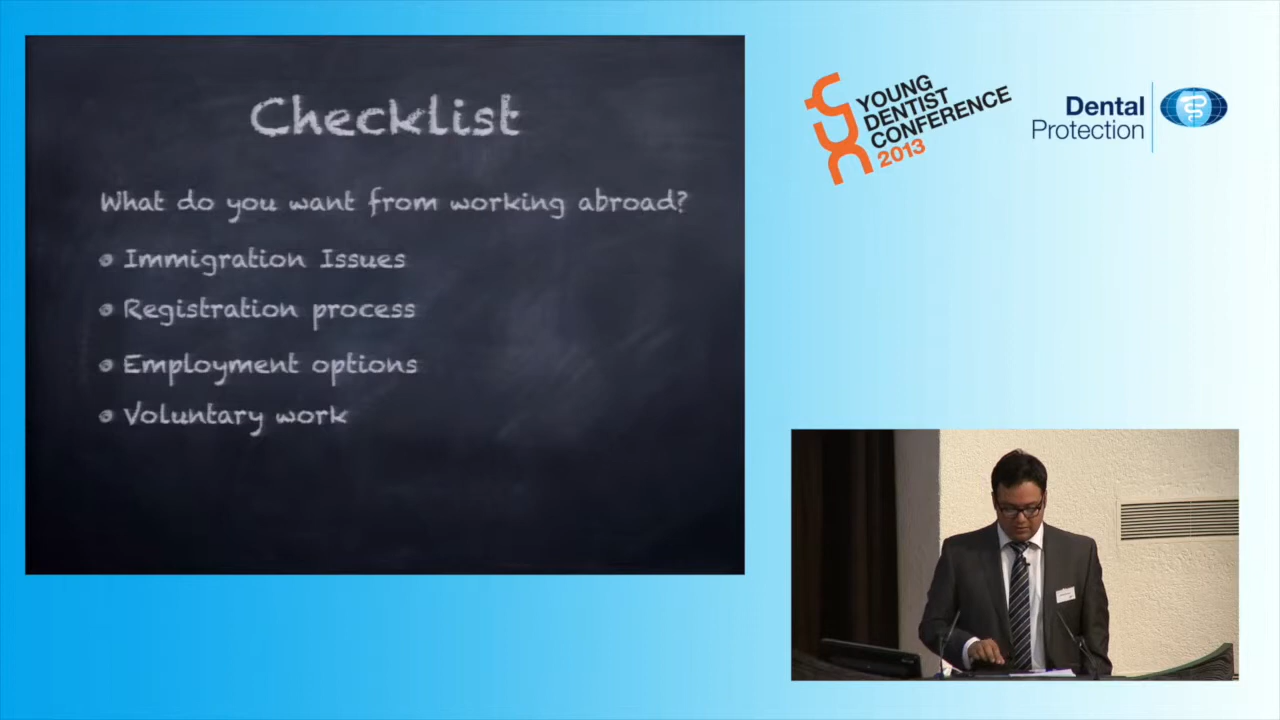 Checklist
What do you want from working abroad?
Immigration Issues
Registration process
Employment options
Voluntary work
YOUNG
DENTIST
CONFERENCE
2013
Dental
Protection